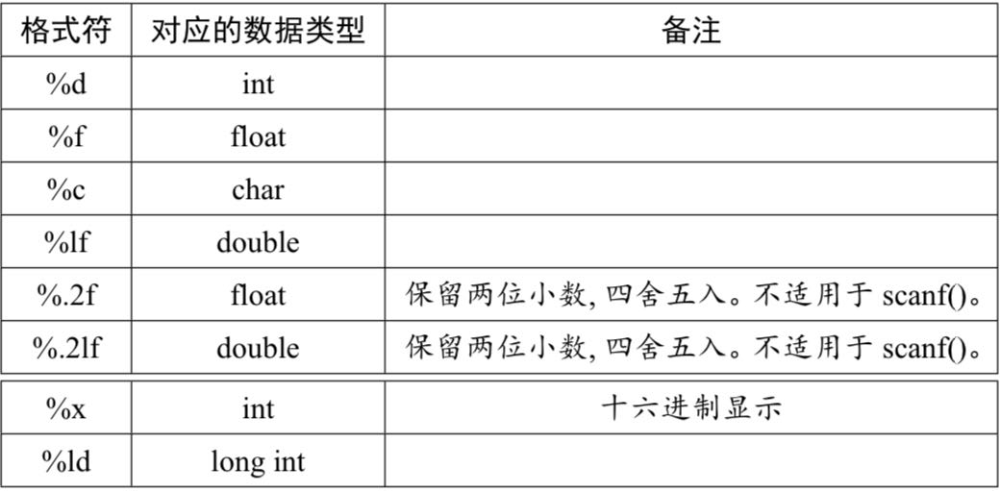 格式符 对应的数据类型 备注
%d int
%f float
%c char
%lf double
%.2f float 保留两位小数, 四舍五入。不适用于 scanf()。
%.2lf double 保留两位小数, 四舍五入。不适用于 scanf()。
%x int 十六进制显示
%ld long int